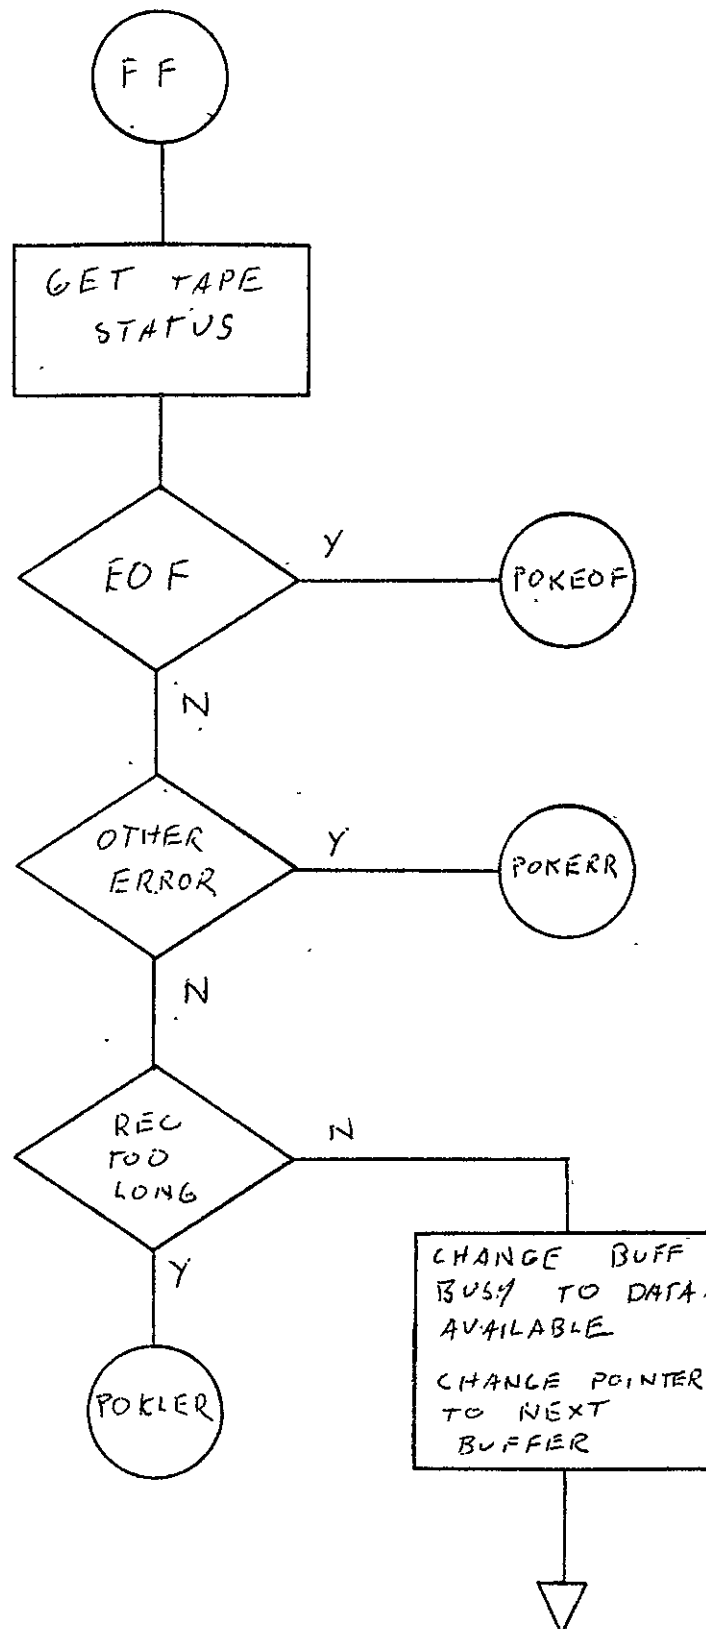 F F
GET TAPE
STATUS
EOF
Y
POKEOF
N
OTHER
ERROR
Y
POKERR
N
REC
TOO
LONG
N
Y
CHANGE BUFF
BUSY TO DATA
AVAILABLE
CHANGE POINTER
TO NEXT
BUFFER
POKLER